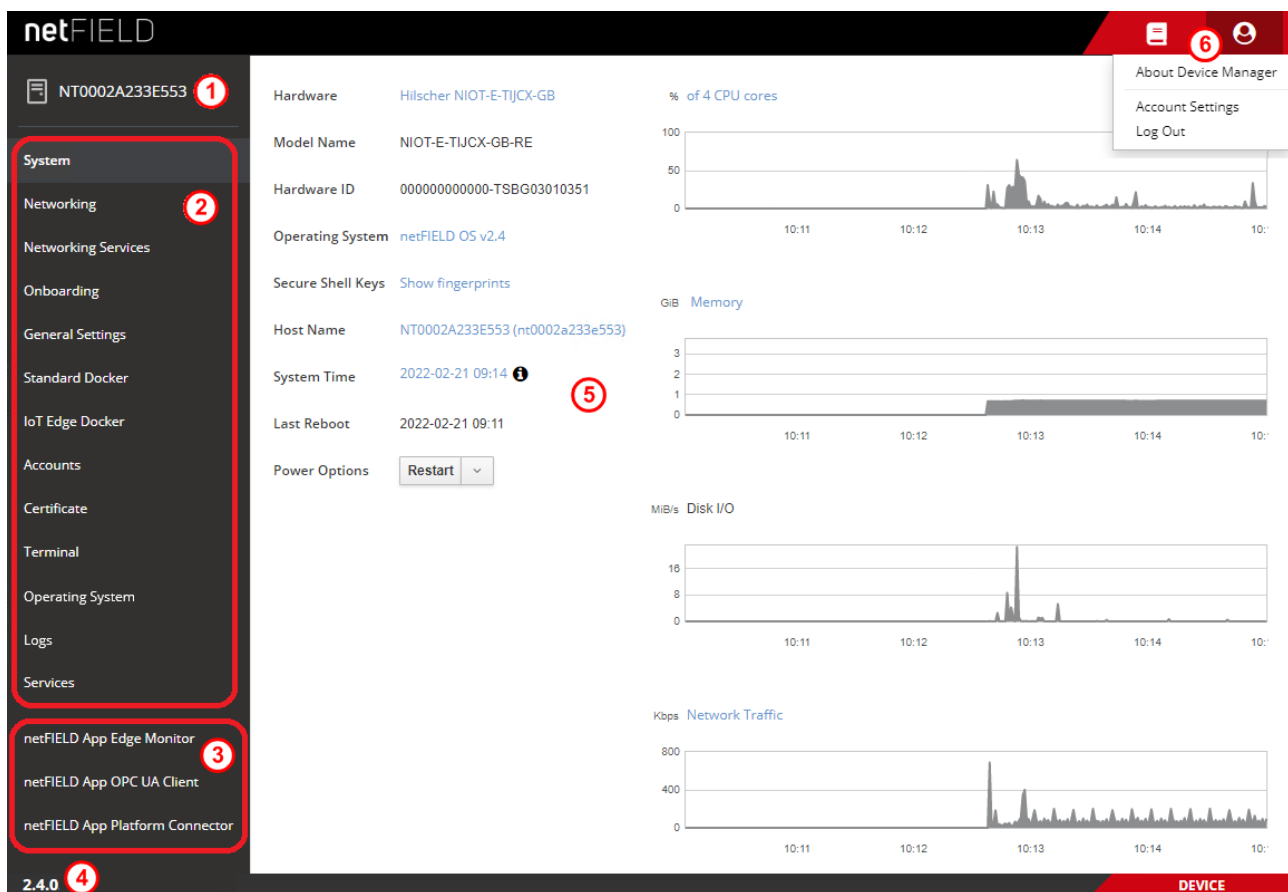 netFIELD
6
About Device Manager
Account Settings
Log Out
NT0002A233E553 1
System
Networking
2
Networking Services
Onboarding
General Settings
Standard Docker
IoT Edge Docker
Accounts
Certificate
Terminal
Operating System
Logs
Services
netFIELD App Edge Monitor
3
netFIELD App OPC UA Client
netFIELD App Platform Connector
2.4.0 4
Hardware Hilscher NIOT-E-TIJCX-GB
Model Name NIOT-E-TIJCX-GB-RE
Hardware ID 000000000000-TSBG03010351
Operating System netFIELD OS v2.4
Secure Shell Keys Show fingerprints
Host Name NT0002A233E553 (nt0002a233e553)
System Time 2022-02-21 09:14
5
Last Reboot 2022-02-21 09:11
Power Options Restart
% of 4 CPU cores
100
50
0
10:11 10:12 10:13 10:14 10:
GiB Memory
3
2
1
0
10:11 10:12 10:13 10:14 10:
MiB/s Disk I/O
16
8
0
10:11 10:12 10:13 10:14 10:
Kbps Network Traffic
800
400
0
10:11 10:12 10:13 10:14 10:
DEVICE